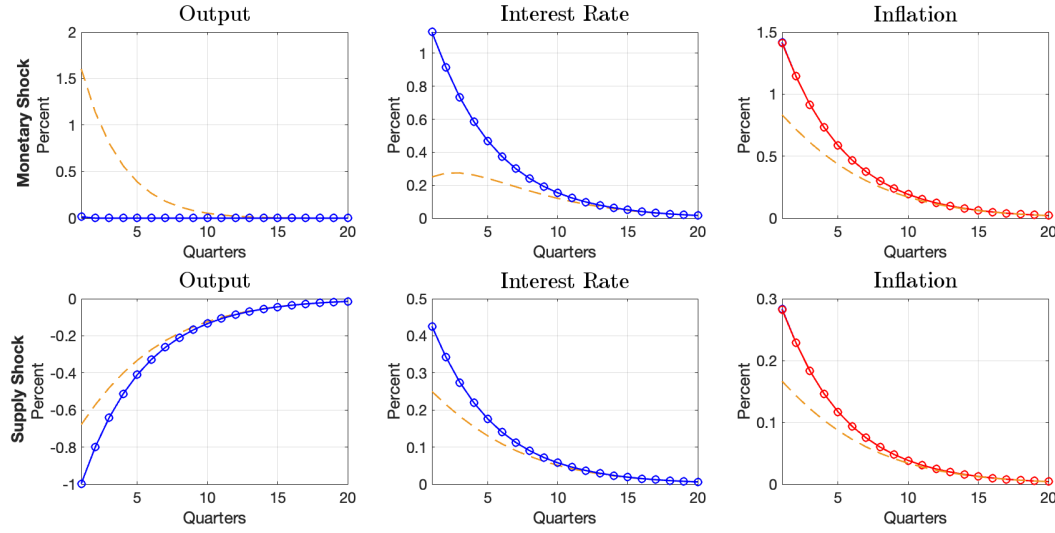 Output
Interest Rate
Inflation
Monetary Shock
Percent
2
1.5
1
0.5
0
5
10
15
20
Quarters
Percent
1
0.8
0.6
0.4
0.2
0
5
10
15
20
Quarters
Percent
1.5
1
0.5
0
5
10
15
20
Quarters
Output
Interest Rate
Inflation
Supply Shock
Percent
0
-0.2
-0.4
-0.6
-0.8
-1
5
10
15
20
Quarters
Percent
0.5
0.4
0.3
0.2
0.1
0
5
10
15
20
Quarters
Percent
0.3
0.2
0.1
0
5
10
15
20
Quarters